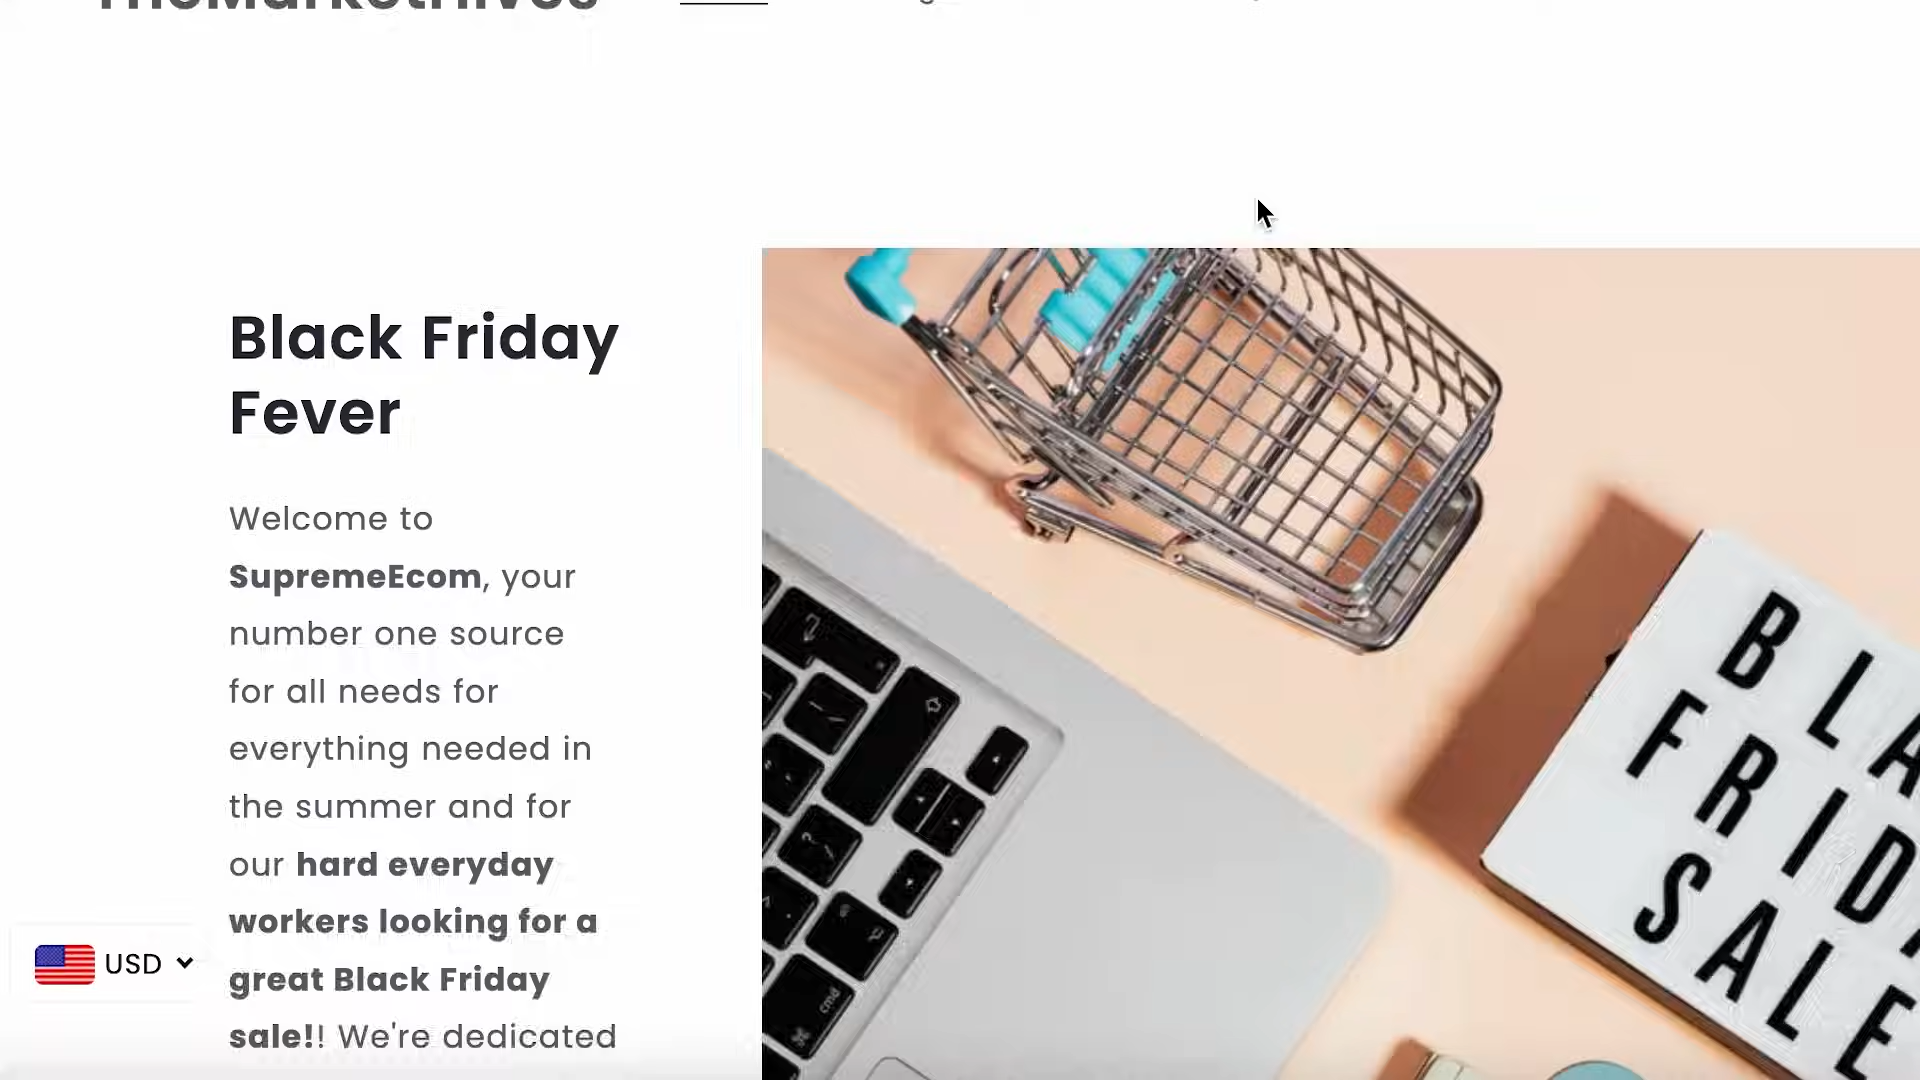 TheMarketHives
Black Friday
Fever
Welcome to
SupremeEcom, your
number one source
for all needs for
everything needed in
the summer and for
our hard everyday
workers looking for a
great Black Friday
sale!! We're dedicated
USD
BLA
FRID
SALE
cmd